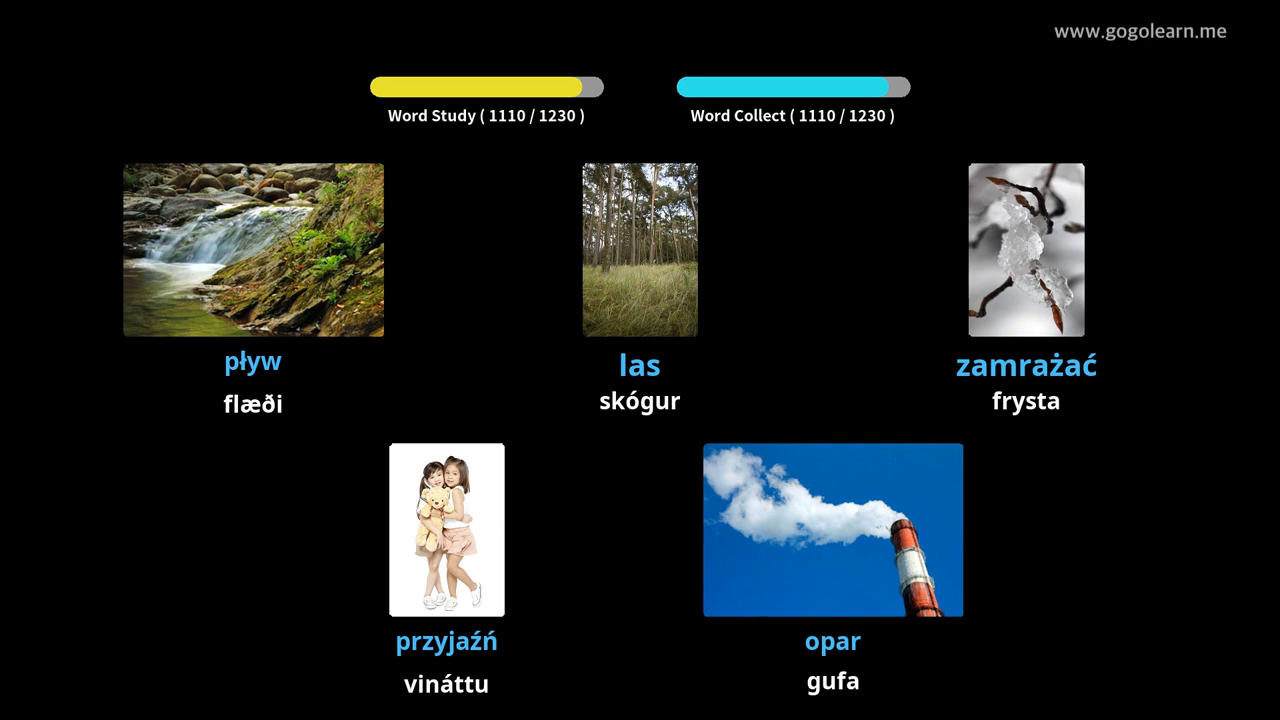 www.gogolearn.me
Word Study ( 1110 / 1230 )
Word Collect ( 1110 / 1230 )
pływ
flæði
las
skógur
zamrażać
frysta
przyjaźń
vináttu
opar
gufa